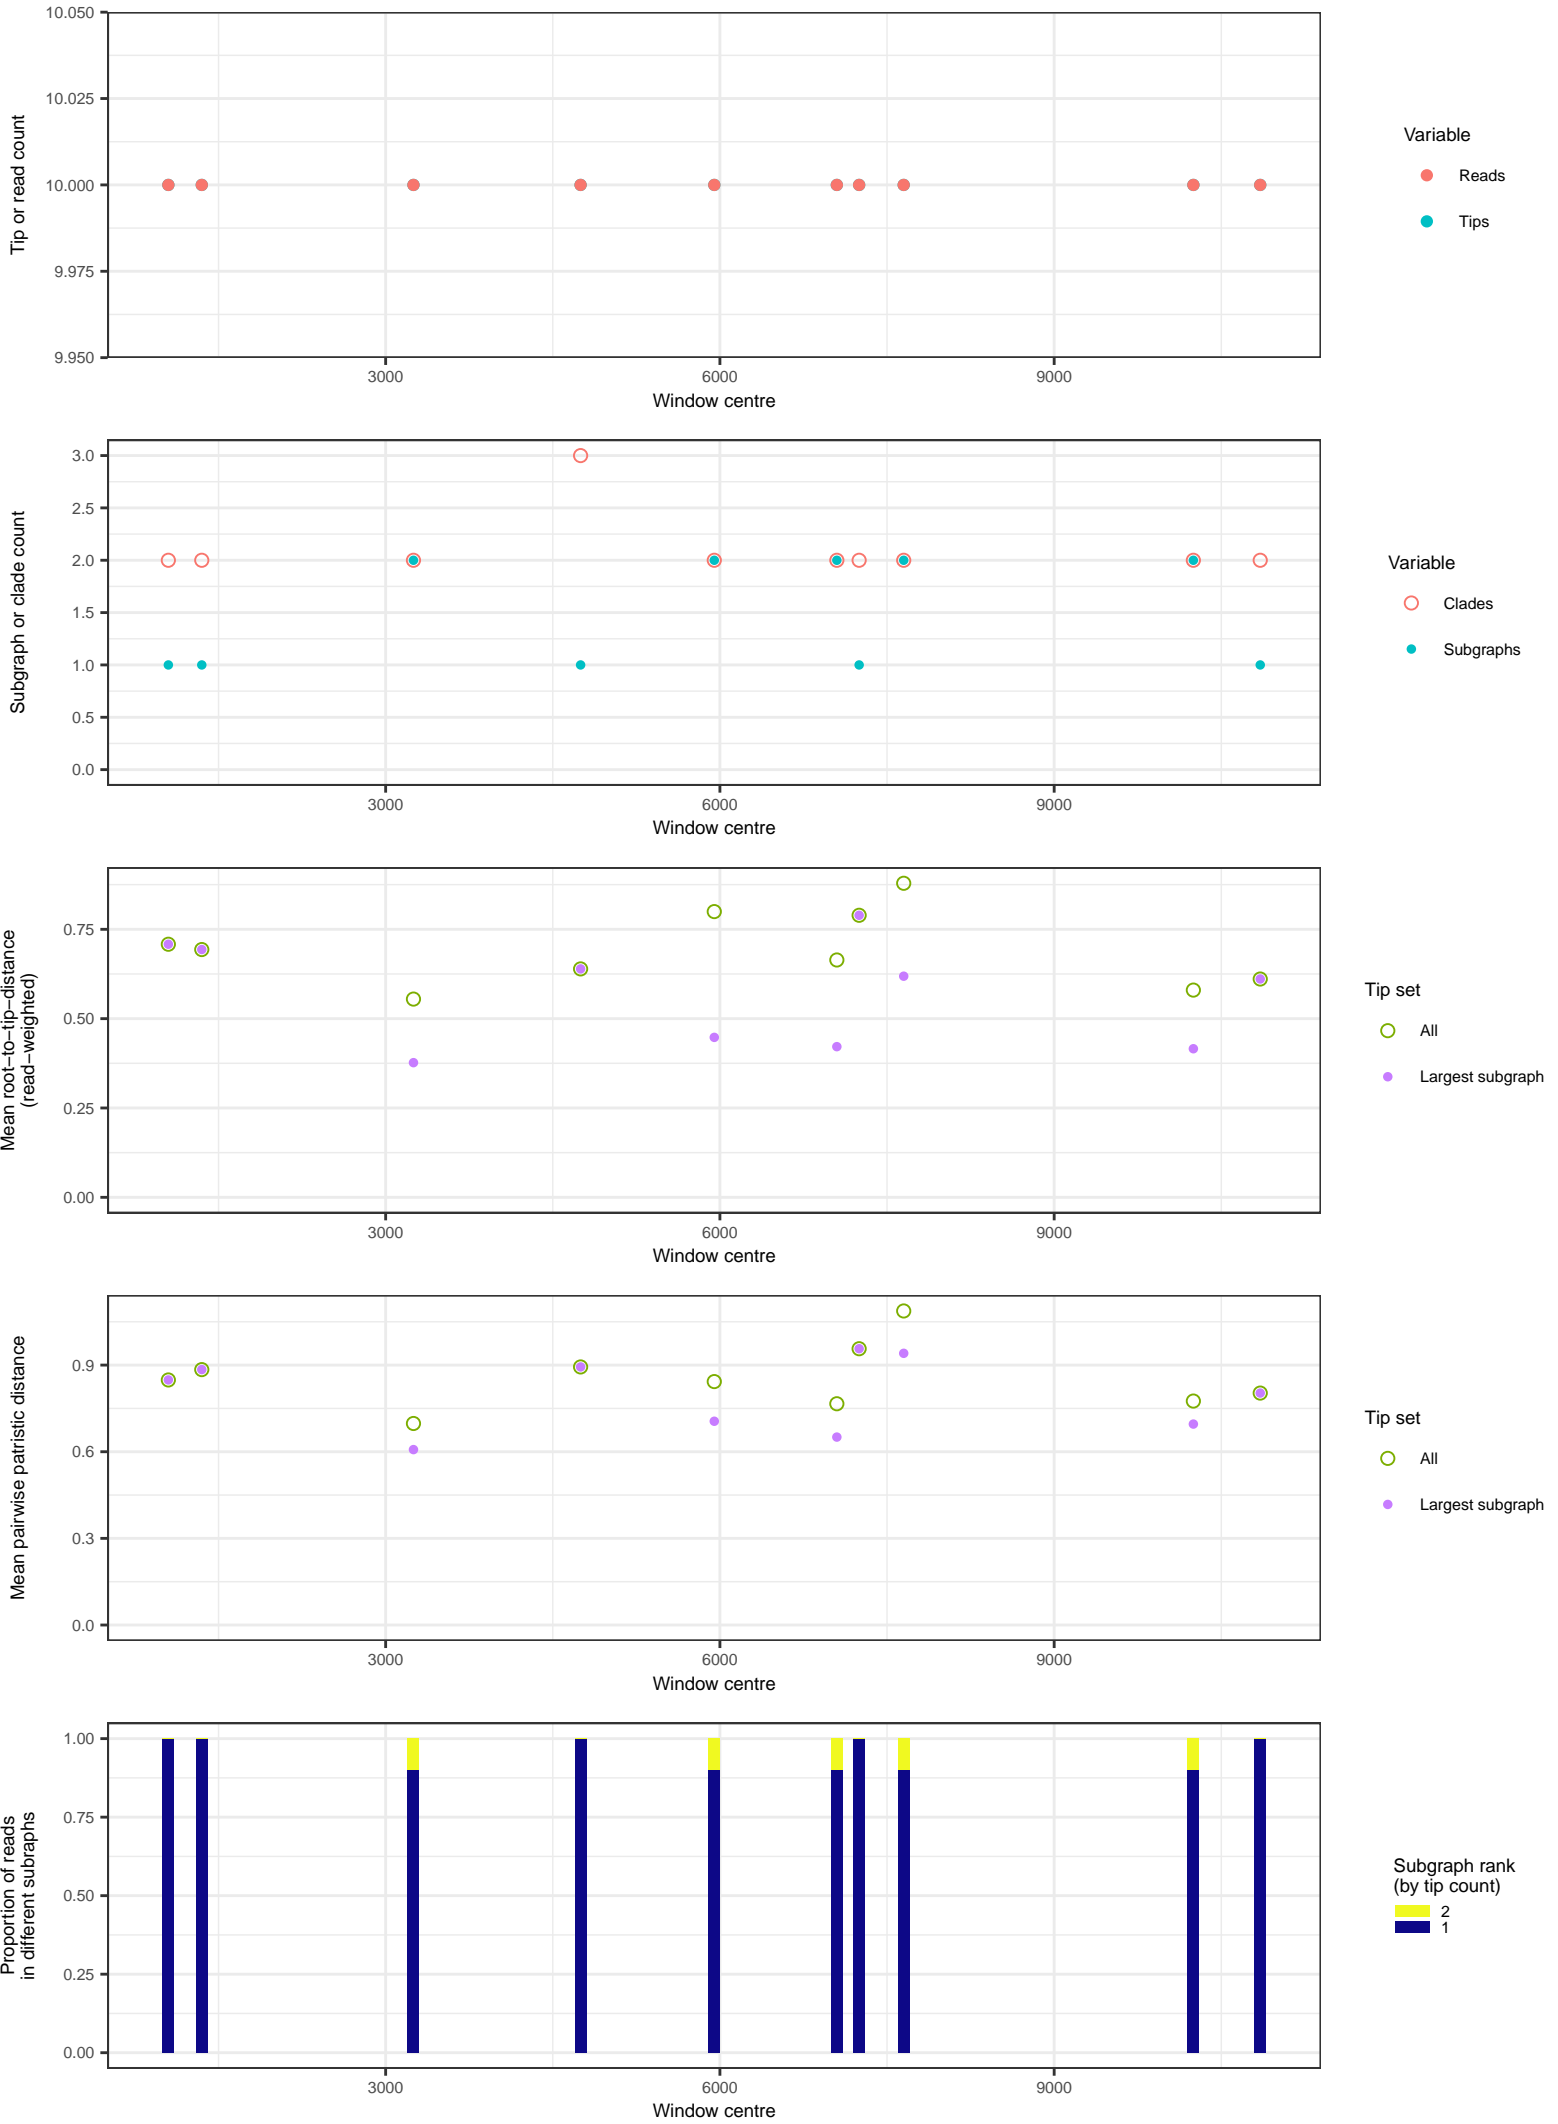 10.050
10.025
10.000
9.975
9.950
Tip or read count
3000
6000
9000
Window centre
Variable
Reads
Tips
3.0
2.5
2.0
1.5
1.0
0.5
0.0
Subgraph or clade count
3000
6000
9000
Window centre
Variable
Clades
Subgraphs
0.75
0.50
0.25
0.00
Mean root−to−tip−distance
(read−weighted)
3000
6000
9000
Window centre
Tip set
All
Largest subgraph
0.9
0.6
0.3
0.0
Mean pairwise patristic distance
3000
6000
9000
Window centre
Tip set
All
Largest subgraph
1.00
0.75
0.50
0.25
0.00
Proportion of reads
in different subraphs
3000
6000
9000
Window centre
Subgraph rank
(by tip count)
2
1